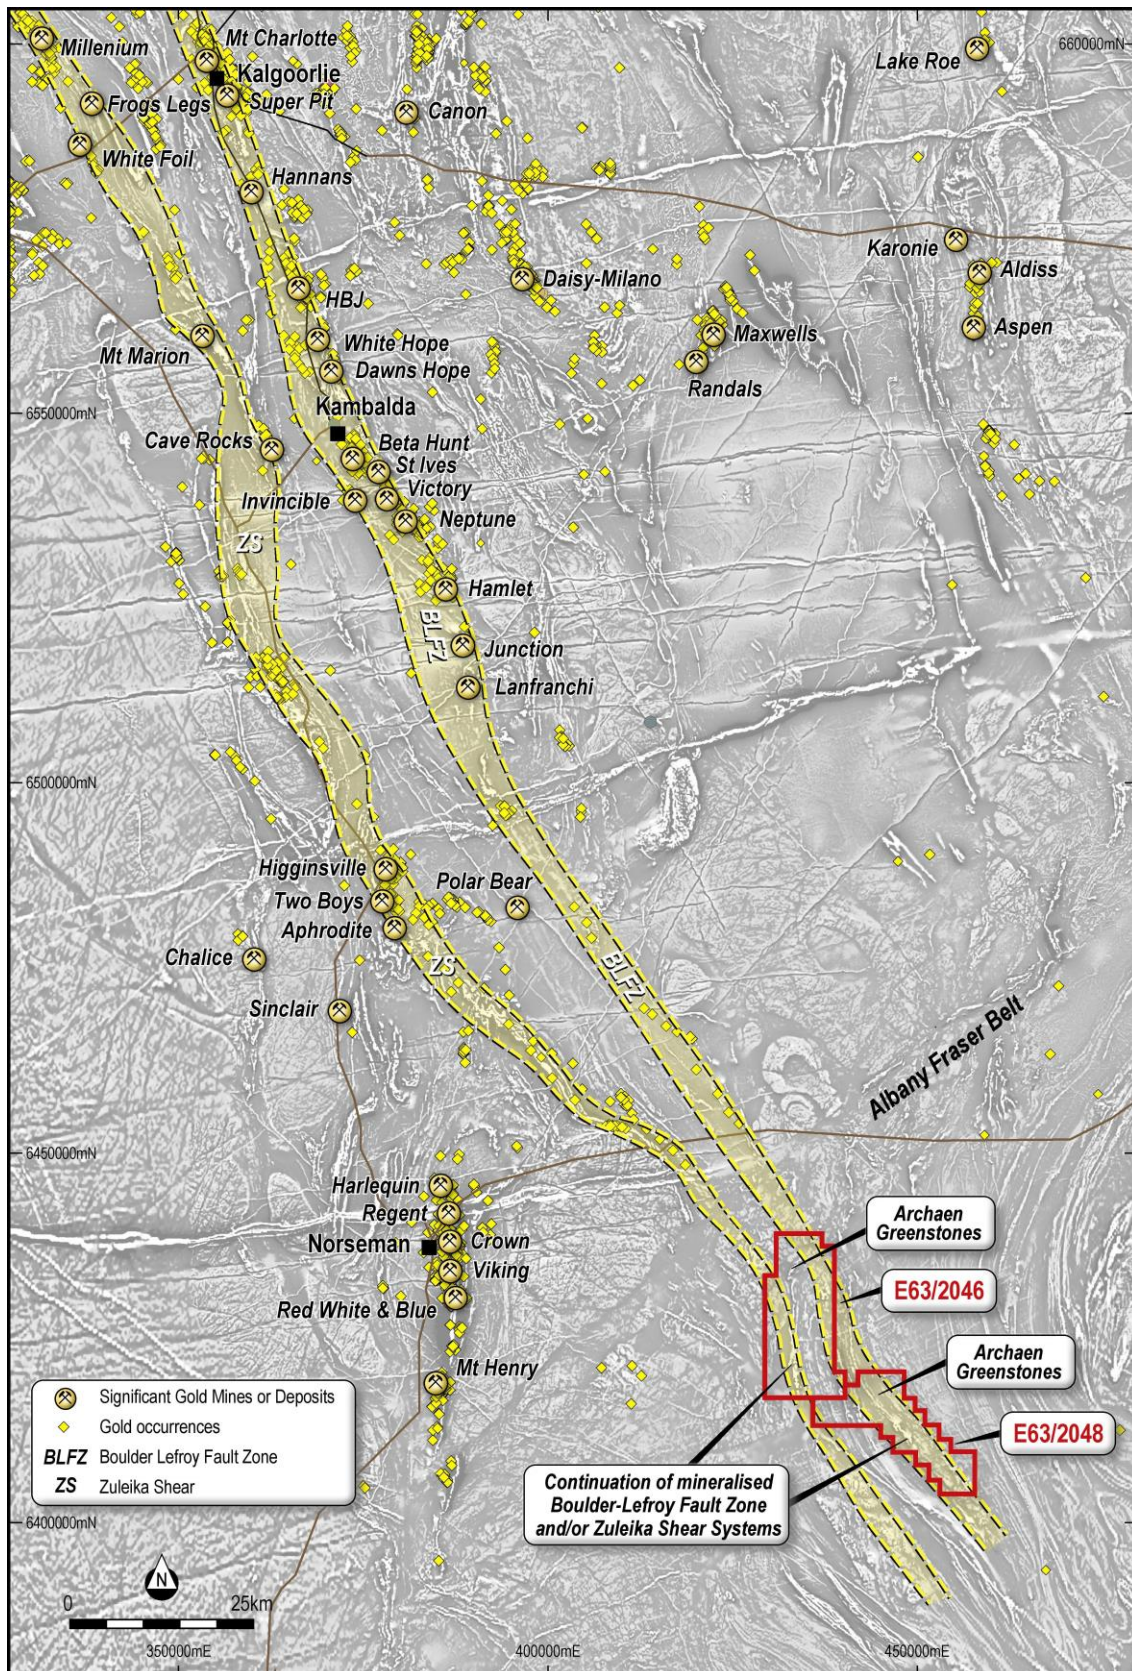 Millenium
Mt Charlotte
Kalgoorlie
Lake Roe
660000mN
Frogs Legs
Super Pit
Canon
White Foil
Hannans
Karonie
Aldiss
Daisy-Milano
HBJ
Aspen
Mt Marion
White Hope
Maxwells
Dawns Hope
Randals
6550000mN
Kambalda
Cave Rocks
Beta Hunt
St Ives
Invincible
Victory
Neptune
ZS
Hamlet
BLFZ
Junction
Lanfranchi
6500000mN
Higginsville
Two Boys
Polar Bear
Aphrodite
Chalice
ZS
BLFZ
Sinclair
Albany Fraser Belt
6450000mN
Harlequin
Regent
Norseman
Crown
Viking
Red White & Blue
Mt Henry
Archaen
Greenstones
E63/2046
Archaen
Greenstones
E63/2048
Continuation of mineralised
Boulder-Lefroy Fault Zone
and/or Zuleika Shear Systems
Significant Gold Mines or Deposits
Gold occurrences
BLFZ Boulder Lefroy Fault Zone
ZS Zuleika Shear
6400000mN
N
0 25km
350000mE
400000mE
450000mE